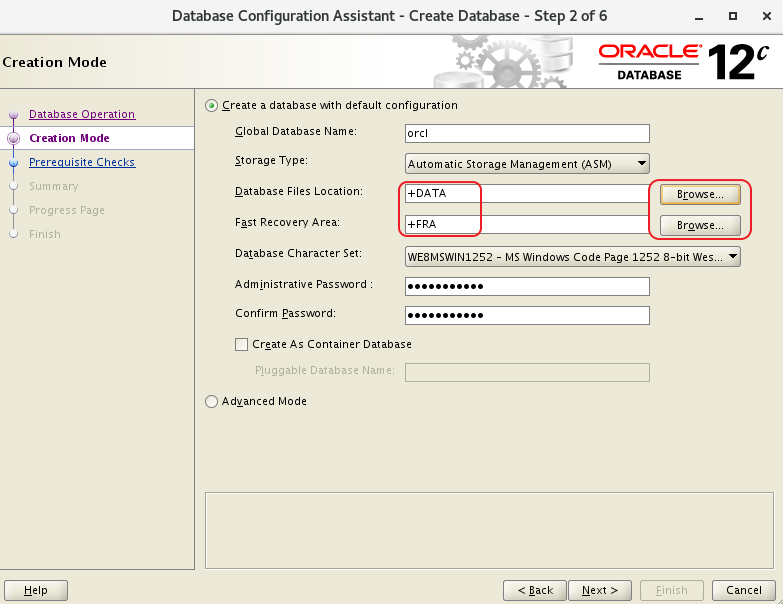 Database Configuration Assistant - Create Database - Step 2 of 6
Creation Mode
ORACLE
DATABASE
12c
Database Operation
Creation Mode
Prerequisite Checks
Summary
Progress Page
Finish
Create a database with default configuration
Global Database Name:
orcl
Storage Type:
Automatic Storage Management (ASM)
Database Files Location:
+DATA
Browse...
Fast Recovery Area:
+FRA
Browse...
Database Character Set:
WE8MSWIN1252 - MS Windows Code Page 1252 8-bit Wes...
Administrative Password :
•••••••••••
Confirm Password:
•••••••••••
Create As Container Database
Pluggable Database Name:
Advanced Mode
Help
< Back
Next >
Finish
Cancel